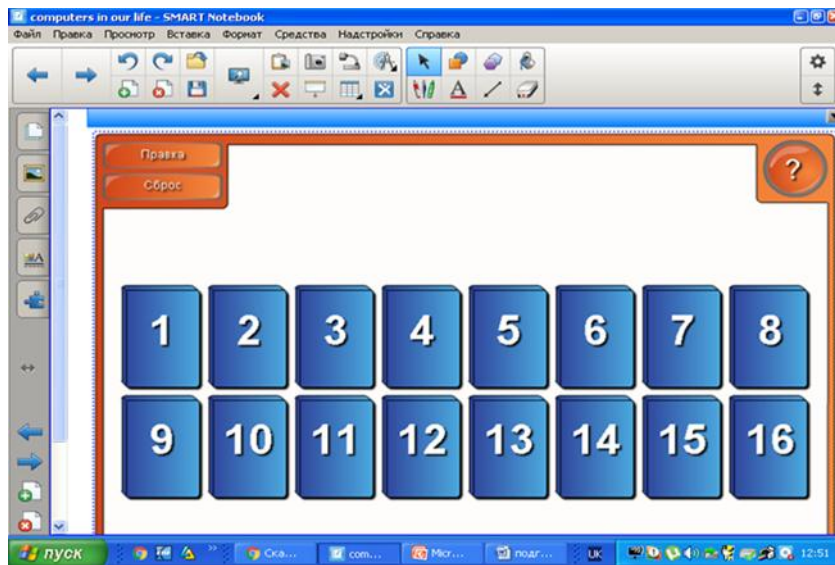 computers in our life - SMART Notebook
Файл Правка Просмотр Вставка Формат Средства Надстройки Справка
Правка
?
Сброс
1 2 3 4 5 6 7 8
9 10 11 12 13 14 15 16
пуск Ска... com... Micr... подг... UK 12:51